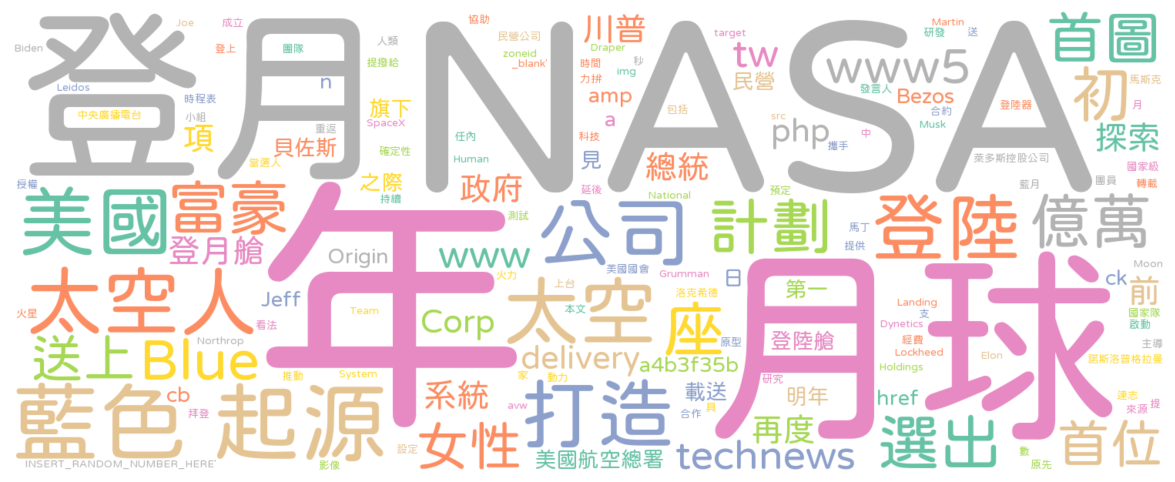 登月NASA
年
月球
Biden
Joe
成立
登上
團隊
人類
提撥給
協助
民營公司
zoneid
_blank'
Draper
時間
力拚
川普
target
秒
img
tw
民營
www5
Martin
送
研發
首圖
Leidos
中央廣播電台
時程表
小組
項
n
旗下
SpaceX
重返
貝佐斯
當選人
確定性
任內
Human
amp
a
科技
見
包括
src
php
攜手
發言人
Bezos
合約
Musk
中
登陸器
初
馬斯克
月
探索
授權
美國
富豪
登月艙
之際
持續
政府
測試
延後
總統
National
預定
萊多斯控股公司
藍月
團員
國家級
轉載
公司
計劃
馬丁
提供
登陸
億萬
Origin
www
美國國會
Grumman
日
太空人
火星
看法
Jeff
Team
Corp
火力
上台
太空
洛克希德
本文
座
原型
第一
登陸艙
Landing
支
Dynetics
經費
Lockheed
ck
Moon
前
國家隊
啟動
主導
諾斯洛普格拉曼
送上
Blue
Northrop
推動
System
delivery
家
動力
a4b3f35b
研究
Holdings
Elon
藍色
起源
cb
拜登
系統
avw
打造
合作
載送
具
明年
href
達志
來源
提
女性
設定
影像
再度
選出
首位
數
原先
美國航空總署
technews
INSERT_RANDOM_NUMBER_HERE'